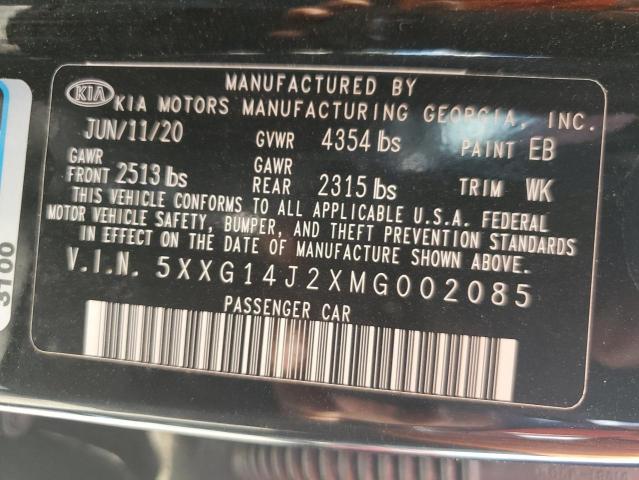 MANUFACTURED BY
KIA KIA MOTORS MANUFACTURING GEORGIA, INC.
JUN/11/20 GVWR 4354 lbs PAINT EB
GAWR FRONT 2513 lbs GAWR REAR 2315 lbs TRIM WK
THIS VEHICLE CONFORMS TO ALL APPLICABLE U.S.A. FEDERAL
MOTOR VEHICLE SAFETY, BUMPER, AND THEFT PREVENTION STANDARDS
IN EFFECT ON THE DATE OF MANUFACTURE SHOWN ABOVE.
V.I.N. 5XXG14J2XMG002085
PASSENGER CAR
3100